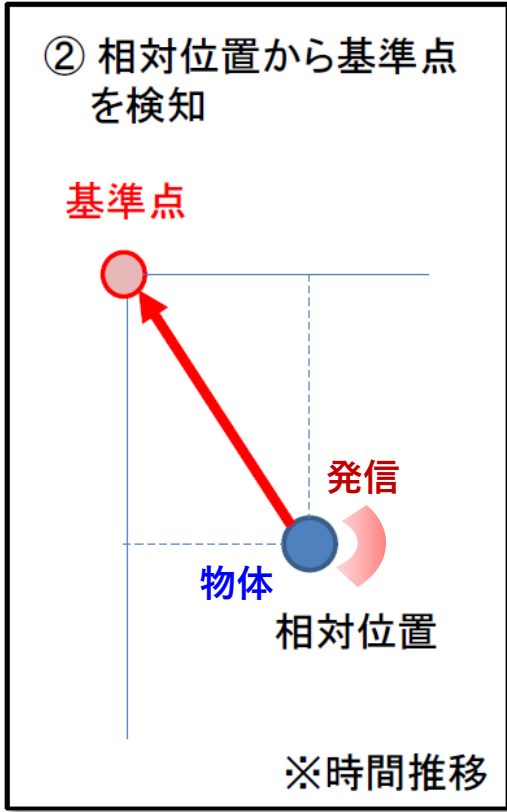 ② 相対位置から基準点
を検知
基準点
発信
物体
相対位置
※時間推移